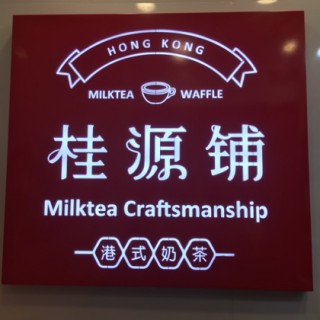 HONG KONG
MILKTEA WAFFLE
桂源铺
Milktea Craftsmanship
港式奶茶